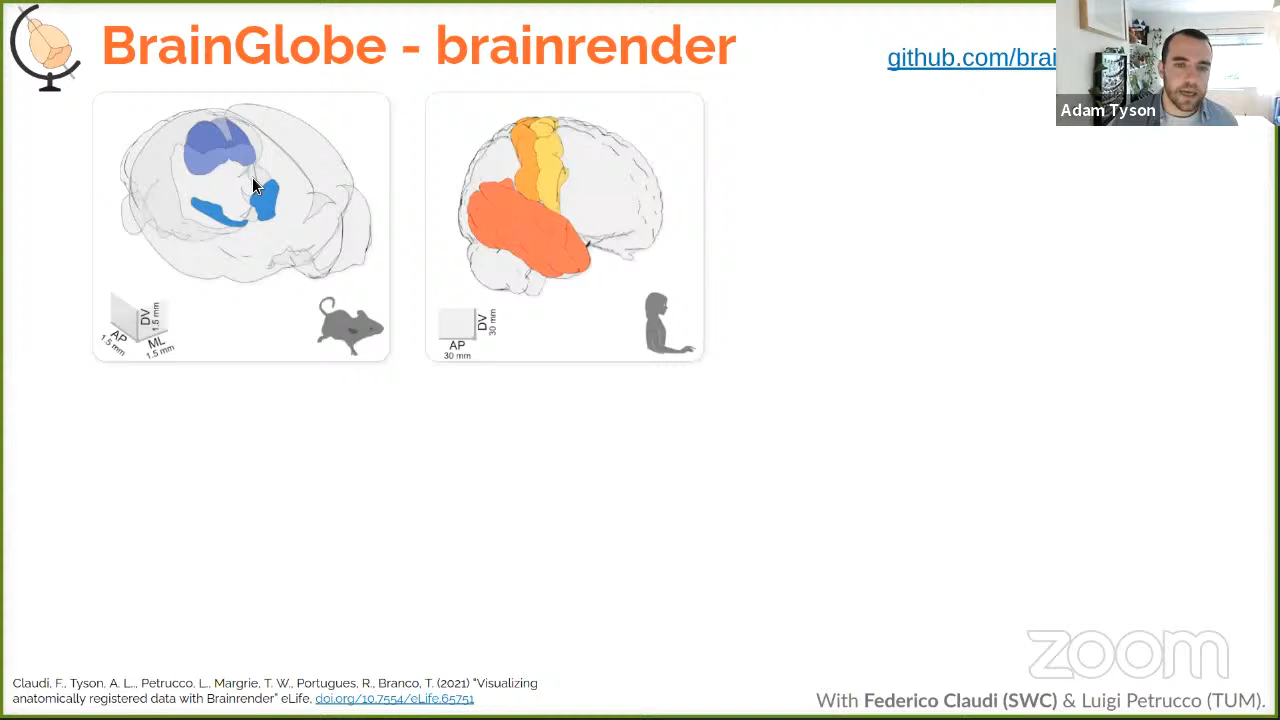 BrainGlobe - brainrender
github.com/brai
Adam Tyson
DV
1.5 mm
AP
1.5 mm
ML
1.5 mm
DV
30 mm
AP
30 mm
zoom
Claudi, F., Tyson, A. L., Petrucco, L., Margrie, T. W., Portugues, R., Branco, T. (2021) "Visualizing
anatomically registered data with Brainrender" eLife, doi.org/10.7554/eLife.65751
With Federico Claudi (SWC) & Luigi Petrucco (TUM).